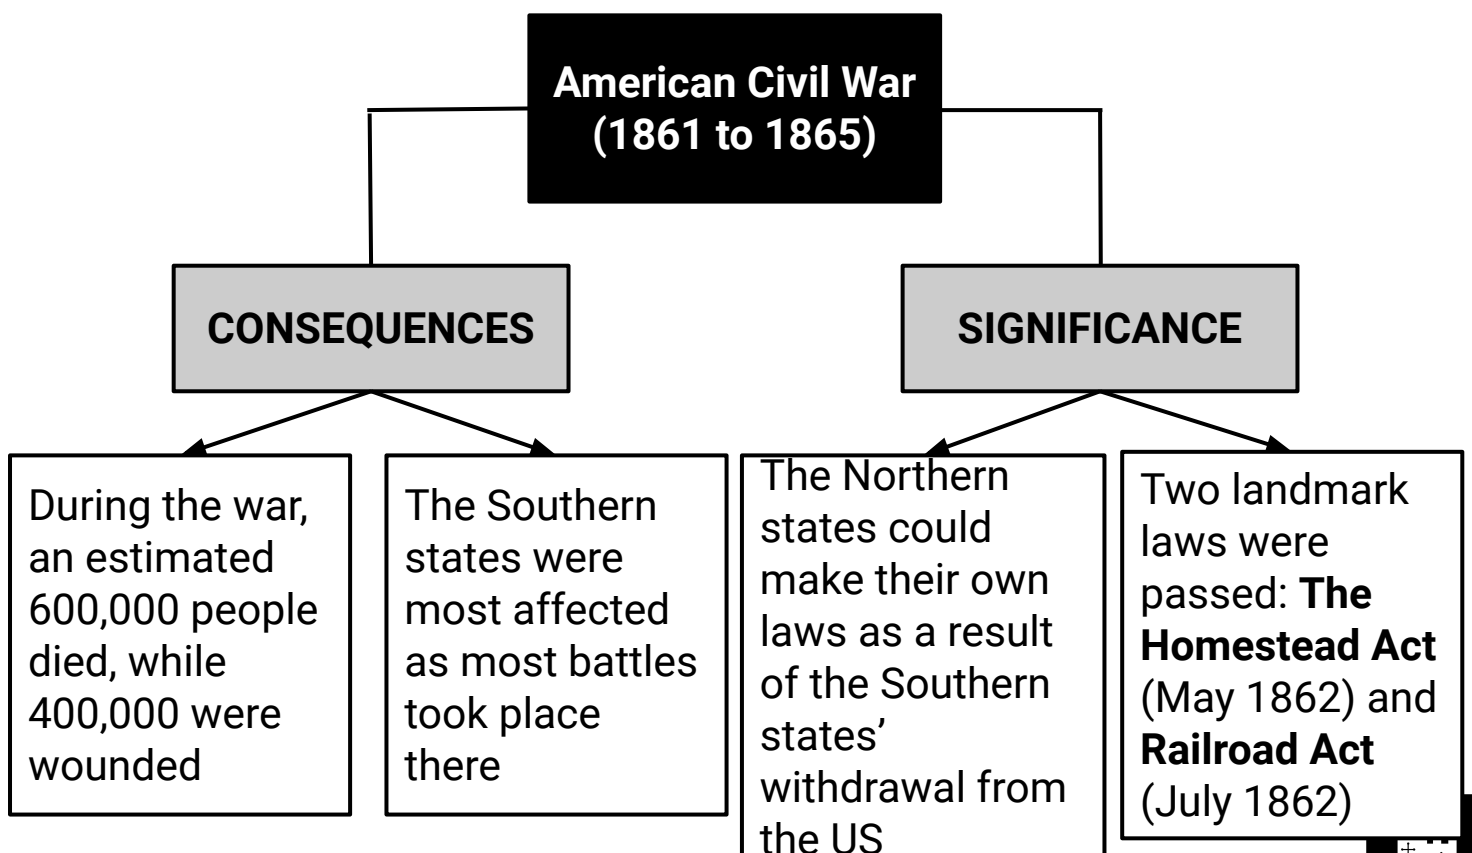 American Civil War
(1861 to 1865)
CONSEQUENCES
SIGNIFICANCE
During the war,
an estimated
600,000 people
died, while
400,000 were
wounded
The Southern
states were
most affected
as most battles
took place
there
The Northern
states could
make their own
laws as a result
of the Southern
states’
withdrawal from
the US
Two landmark
laws were
passed: The
Homestead Act
(May 1862) and
Railroad Act
(July 1862)